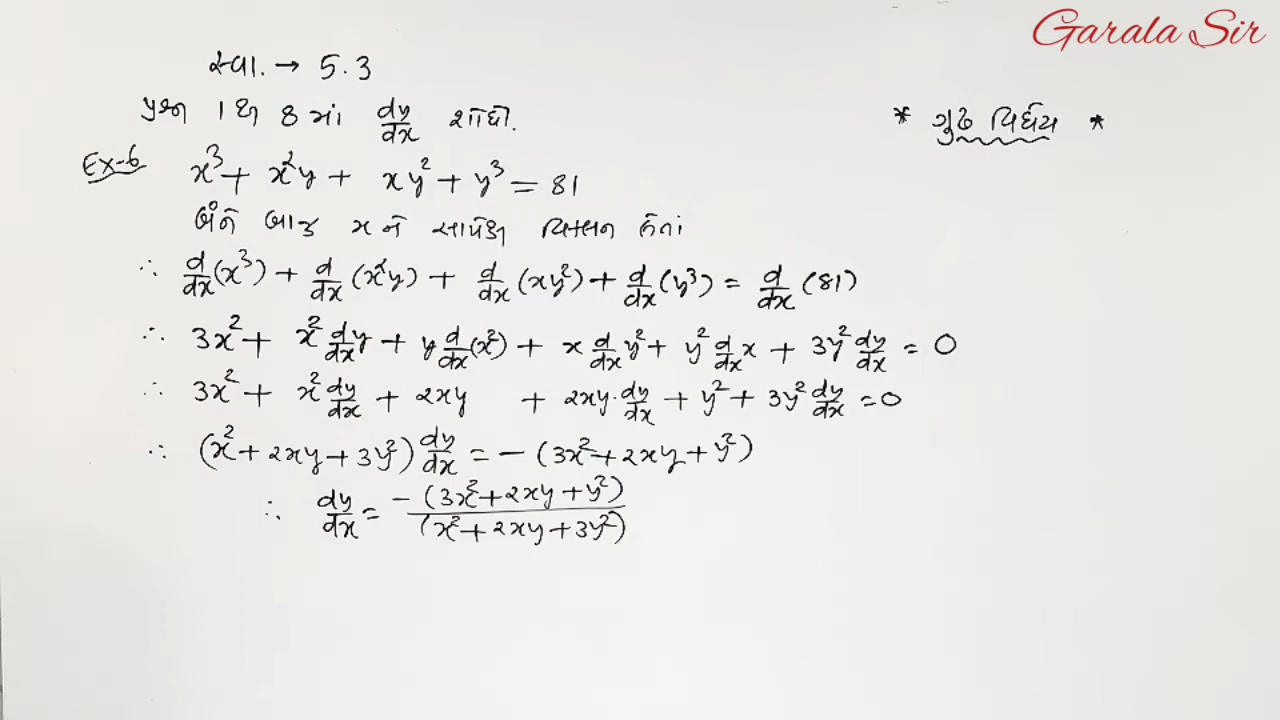 Garala Sir
સ્વા. → 5.3
પ્રશ્ન 1 થી 8 માં dy/dx શોધો.
* ગૂઢ વિધેય *
Ex-6 x³ + x²y + xy² + y³ = 81
બંને બાજુ x ને સાપેક્ષ વિકલન લેતાં
∴ d/dx(x³) + d/dx(x²y) + d/dx(xy²) + d/dx(y³) = d/dx(81)
∴ 3x² + x² d/dx y + y d/dx(x²) + x d/dx y² + y² d/dx x + 3y² dy/dx = 0
∴ 3x² + x² dy/dx + 2xy + 2xy·dy/dx + y² + 3y² dy/dx = 0
∴ (x² + 2xy + 3y²) dy/dx = -(3x² + 2xy + y²)
∴ dy/dx = -(3x² + 2xy + y²)/(x² + 2xy + 3y²)